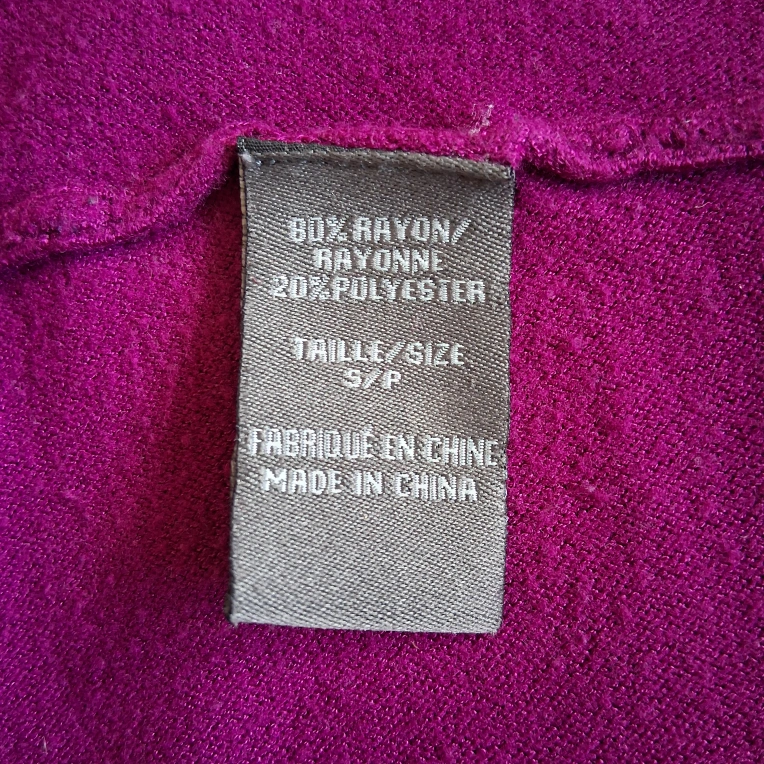 80% RAYON/
RAYONNE
20%POLYESTER
TAILLE/SIZE
S/P
FABRIQUÉ EN CHINE
MADE IN CHINA